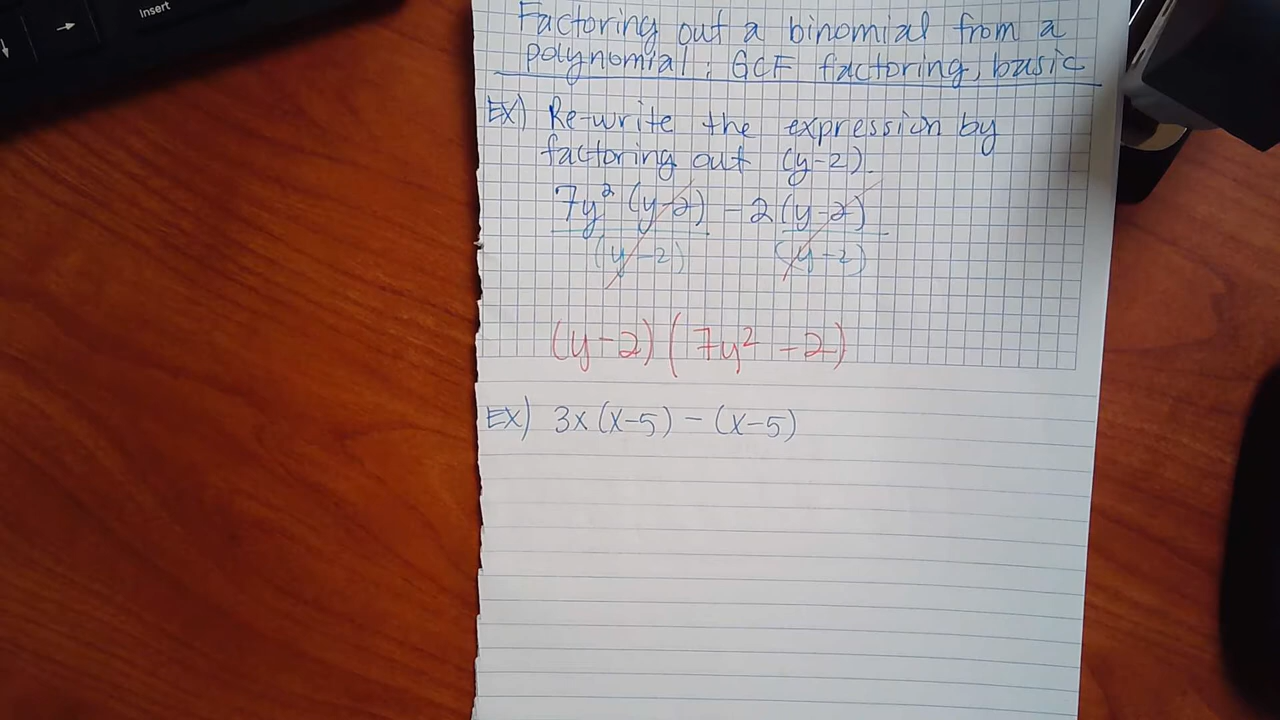 Insert
Factoring out a binomial from a
polynomial: GCF factoring, basic
EX) Re-write the expression by
factoring out (y-2).
7y² (y-2) - 2(y-2)
(y-2) (y-2)
(y-2)(7y² - 2)
EX) 3x(x-5) - (x-5)